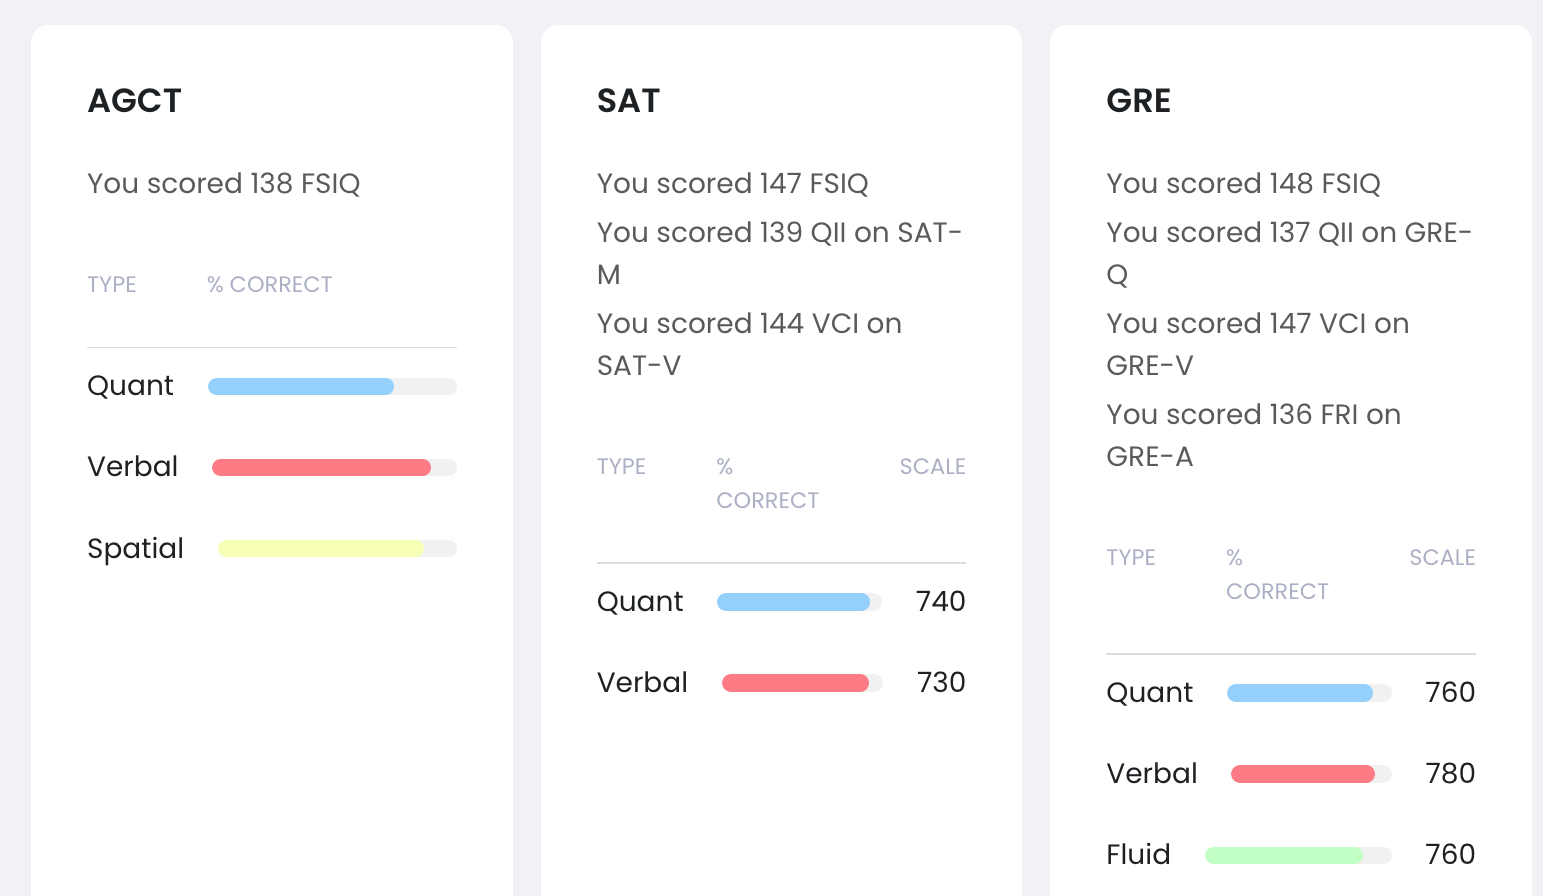 AGCT
You scored 138 FSIQ
TYPE % CORRECT
Quant
Verbal
Spatial
SAT
You scored 147 FSIQ
You scored 139 QII on SAT-
M
You scored 144 VCI on
SAT-V
TYPE % SCALE
CORRECT
Quant 740
Verbal 730
GRE
You scored 148 FSIQ
You scored 137 QII on GRE-
Q
You scored 147 VCI on
GRE-V
You scored 136 FRI on
GRE-A
TYPE % SCALE
CORRECT
Quant 760
Verbal 780
Fluid 760